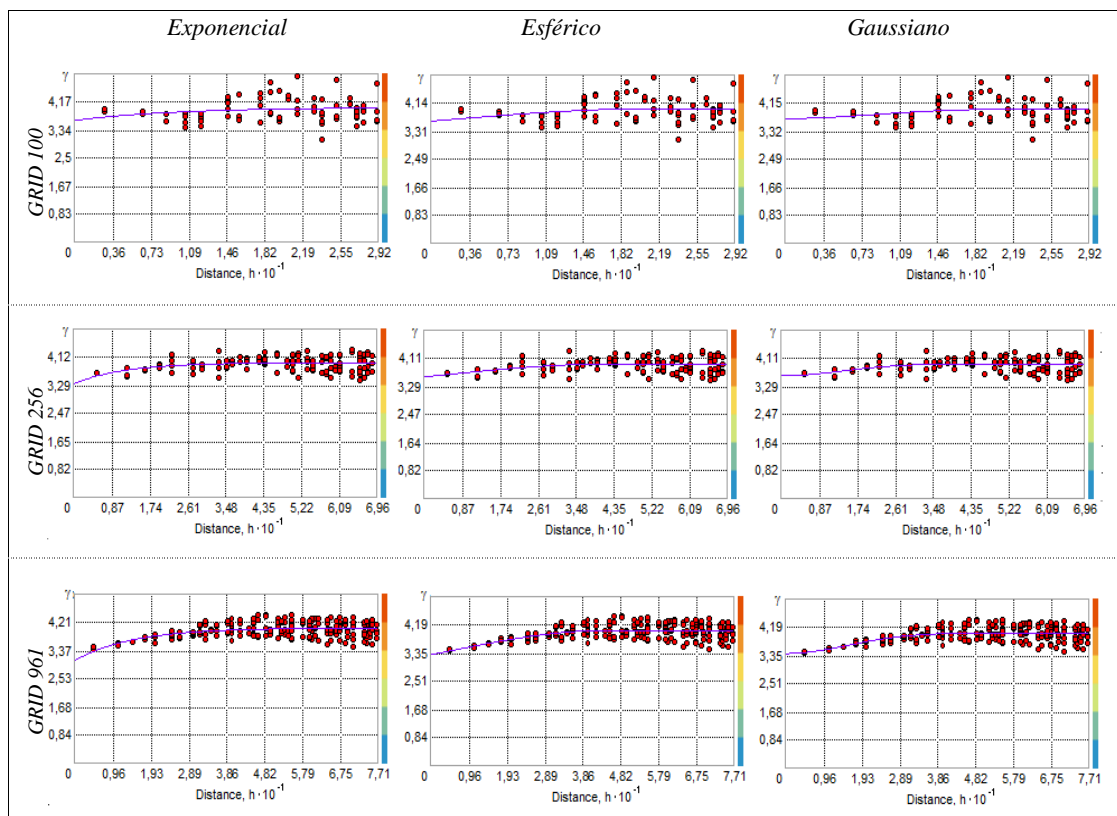 Exponencial Esférico Gaussiano
GRID 100
γ
4,17
3,34
2,5
1,67
0,83
0 0,36 0,73 1,09 1,46 1,82 2,19 2,55 2,92
Distance, h · 10⁻¹
γ
4,14
3,31
2,49
1,66
0,83
0 0,36 0,73 1,09 1,46 1,82 2,19 2,55 2,92
Distance, h · 10⁻¹
γ
4,15
3,32
2,49
1,66
0,83
0 0,36 0,73 1,09 1,46 1,82 2,19 2,55 2,92
Distance, h · 10⁻¹
GRID 256
γ
4,12
3,29
2,47
1,65
0,82
0 0,87 1,74 2,61 3,48 4,35 5,22 6,09 6,96
Distance, h · 10⁻¹
γ
4,11
3,29
2,47
1,64
0,82
0 0,87 1,74 2,61 3,48 4,35 5,22 6,09 6,96
Distance, h · 10⁻¹
γ
4,11
3,29
2,47
1,64
0,82
0 0,87 1,74 2,61 3,48 4,35 5,22 6,09 6,96
Distance, h · 10⁻¹
GRID 961
γ
4,21
3,37
2,53
1,68
0,84
0 0,96 1,93 2,89 3,86 4,82 5,79 6,75 7,71
Distance, h · 10⁻¹
γ
4,19
3,35
2,51
1,68
0,84
0 0,96 1,93 2,89 3,86 4,82 5,79 6,75 7,71
Distance, h · 10⁻¹
γ
4,19
3,35
2,51
1,68
0,84
0 0,96 1,93 2,89 3,86 4,82 5,79 6,75 7,71
Distance, h · 10⁻¹